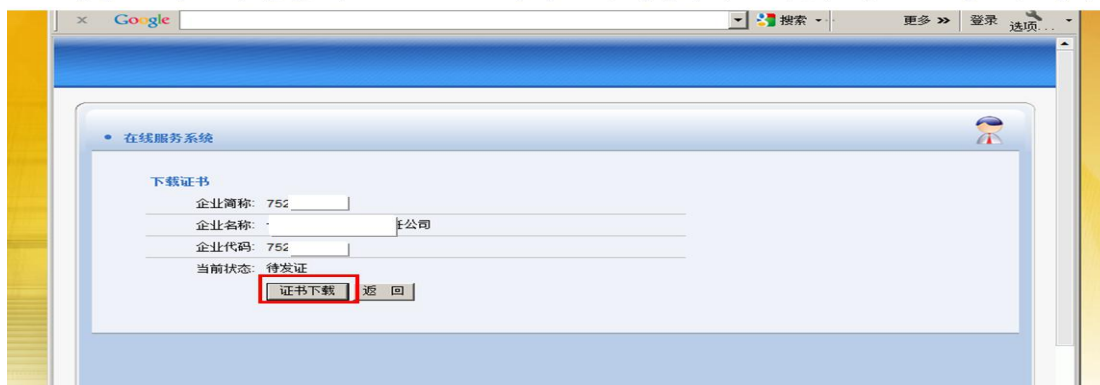 × Google 搜索 更多 >> 登录 选项...
• 在线服务系统
下载证书
企业简称: 752
企业名称: 任公司
企业代码: 752
当前状态: 待发证
证书下载 返 回